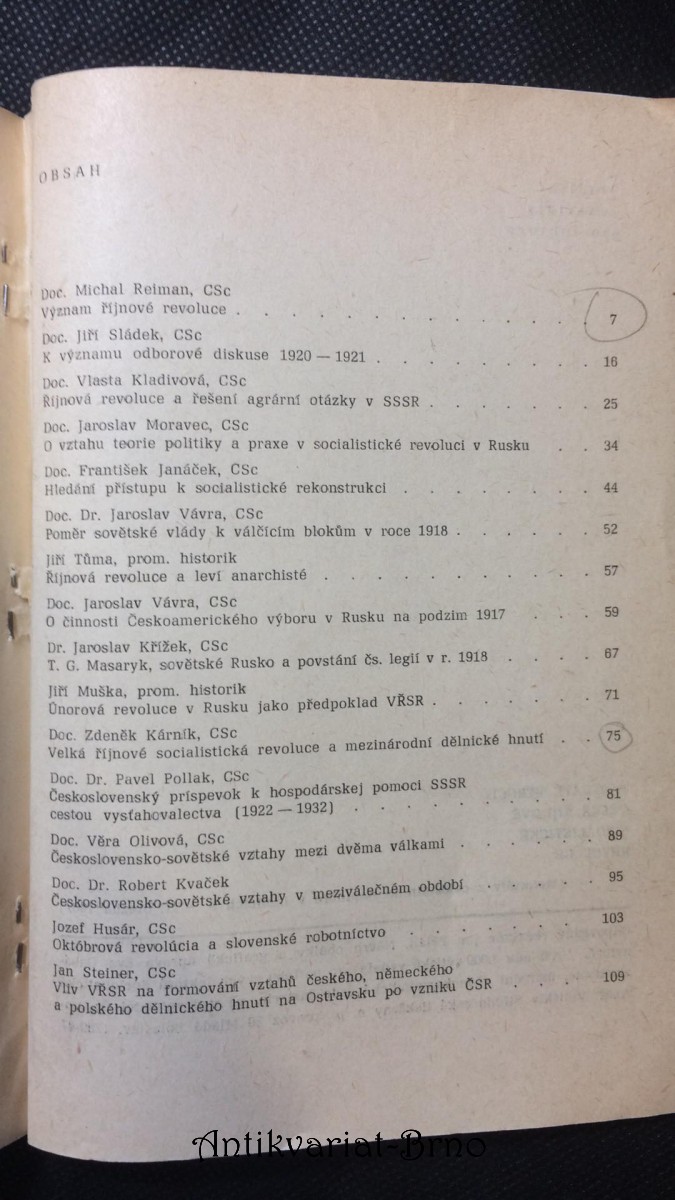 OBSAH
Doc. Michal Reiman, CSc
Význam říjnové revoluce . . . . . . . . . . . . . 7
Doc. Jiří Sládek, CSc
K významu odborové diskuse 1920 — 1921 . . . . . . . . . 16
Doc. Vlasta Kladivová, CSc
Říjnová revoluce a řešení agrární otázky v SSSR . . . . . . 25
Doc. Jaroslav Moravec, CSc
O vztahu teorie politiky a praxe v socialistické revoluci v Rusku . . 34
Doc. František Janáček, CSc
Hledání přístupu k socialistické rekonstrukci . . . . . . . . 44
Doc. Dr. Jaroslav Vávra, CSc
Poměr sovětské vlády k válčícím blokům v roce 1918 . . . . . . 52
Jiří Tůma, prom. historik
Říjnová revoluce a leví anarchisté . . . . . . . . . . . 57
Doc. Jaroslav Vávra, CSc
O činnosti Českoamerického výboru v Rusku na podzim 1917 . . . 59
Dr. Jaroslav Křížek, CSc
T. G. Masaryk, sovětské Rusko a povstání čs. legií v r. 1918 . . . . 67
Jiří Muška, prom. historik
Únorová revoluce v Rusku jako předpoklad VŘSR . . . . . . . 71
Doc. Zdeněk Kárník, CSc
Velká říjnové socialistická revoluce a mezinárodní dělnické hnutí . . 75
Doc. Dr. Pavel Pollak, CSc
Československý príspevok k hospodárskej pomoci SSSR
cestou vysťahovalectva (1922 — 1932) . . . . . . . . . . 81
Doc. Věra Olivová, CSc
Československo-sovětské vztahy mezi dvěma válkami . . . . . . 89
Doc. Dr. Robert Kvaček
Československo-sovětské vztahy v meziválečném období . . . . . 95
Jozef Husár, CSc
Októbrová revolúcia a slovenské robotníctvo . . . . . . . 103
Jan Steiner, CSc
Vliv VŘSR na formování vztahů českého, německého
a polského dělnického hnutí na Ostravsku po vzniku ČSR . . . . 109
Antikvariat-Brno